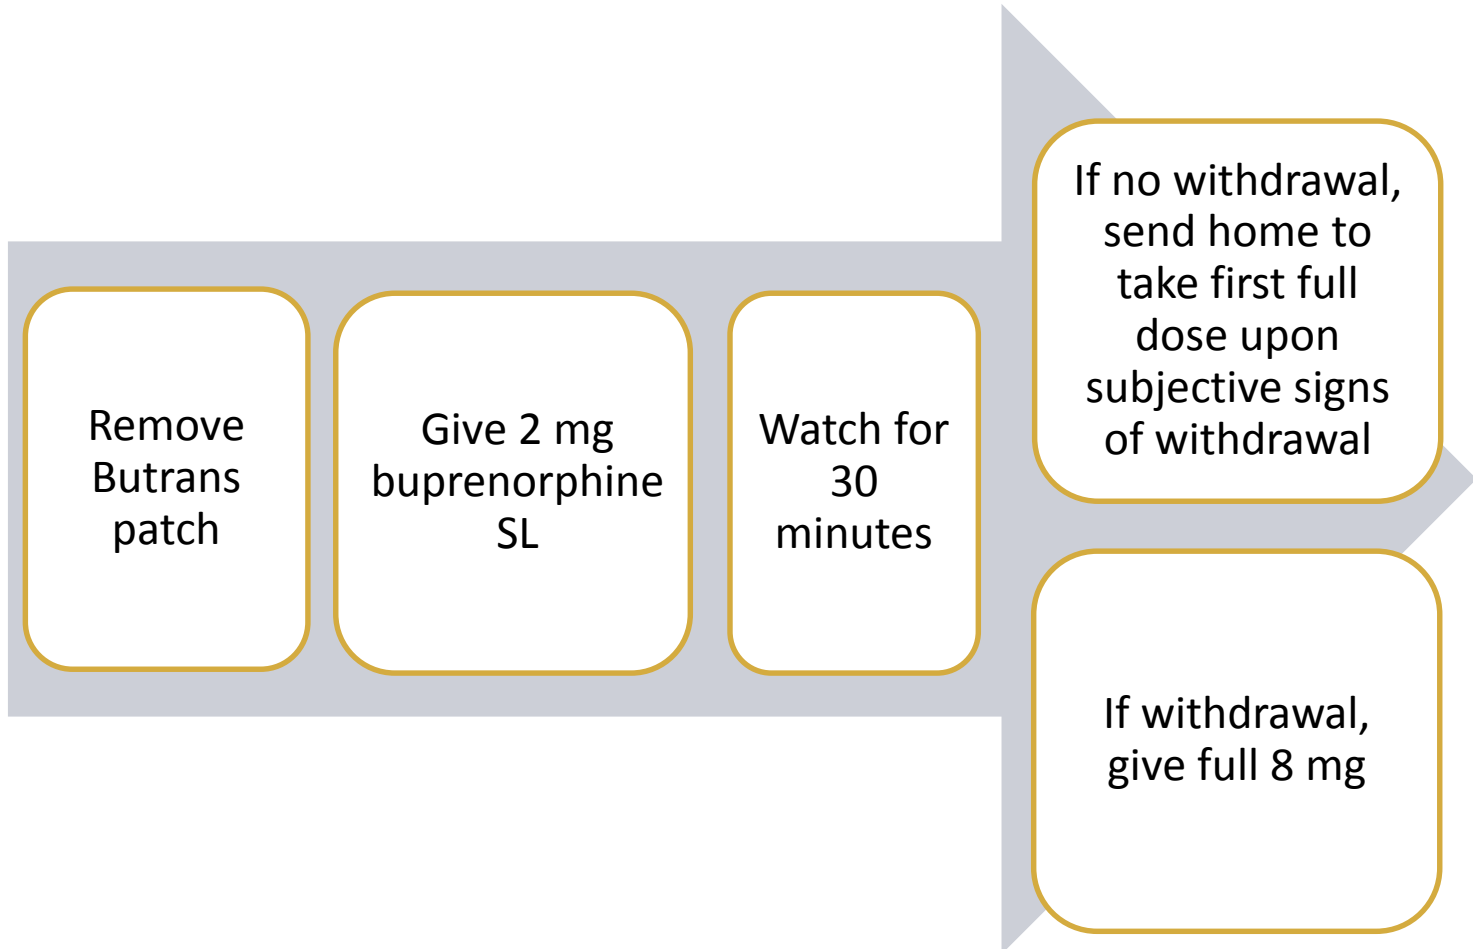 Remove
Butrans
patch
Give 2 mg
buprenorphine
SL
Watch for
30
minutes
If no withdrawal,
send home to
take first full
dose upon
subjective signs
of withdrawal
If withdrawal,
give full 8 mg